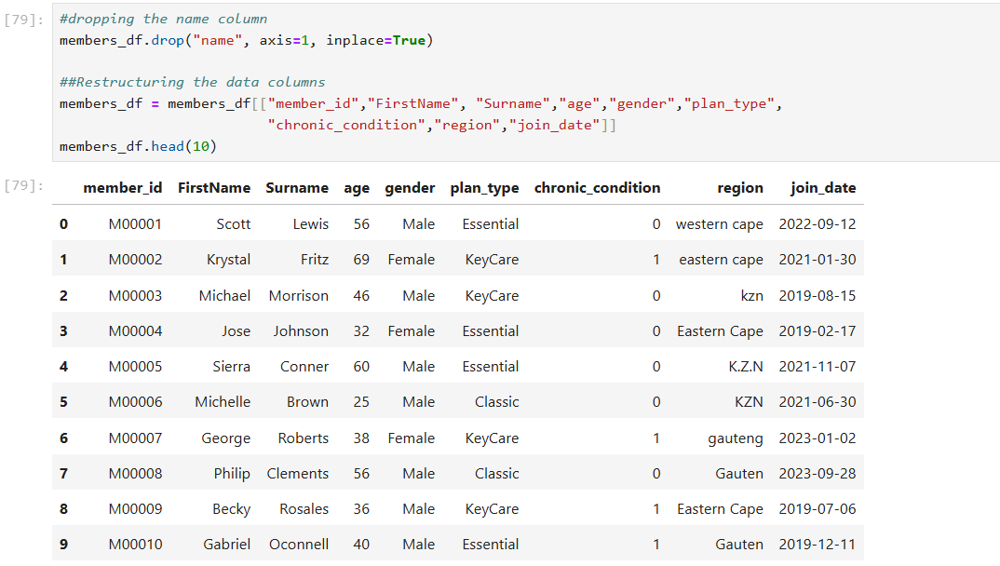 [79]: #dropping the name column
members_df.drop("name", axis=1, inplace=True)
##Restructuring the data columns
members_df = members_df[["member_id","FirstName", "Surname","age","gender","plan_type",
"chronic_condition","region","join_date"]]
members_df.head(10)
[79]: member_id FirstName Surname age gender plan_type chronic_condition region join_date
0 M00001 Scott Lewis 56 Male Essential 0 western cape 2022-09-12
1 M00002 Krystal Fritz 69 Female KeyCare 1 eastern cape 2021-01-30
2 M00003 Michael Morrison 46 Male KeyCare 0 kzn 2019-08-15
3 M00004 Jose Johnson 32 Female Essential 0 Eastern Cape 2019-02-17
4 M00005 Sierra Conner 60 Male Essential 0 K.Z.N 2021-11-07
5 M00006 Michelle Brown 25 Male Classic 0 KZN 2021-06-30
6 M00007 George Roberts 38 Female KeyCare 1 gauteng 2023-01-02
7 M00008 Philip Clements 56 Male Classic 0 Gauten 2023-09-28
8 M00009 Becky Rosales 36 Male KeyCare 1 Eastern Cape 2019-07-06
9 M00010 Gabriel Oconnell 40 Male Essential 1 Gauten 2019-12-11